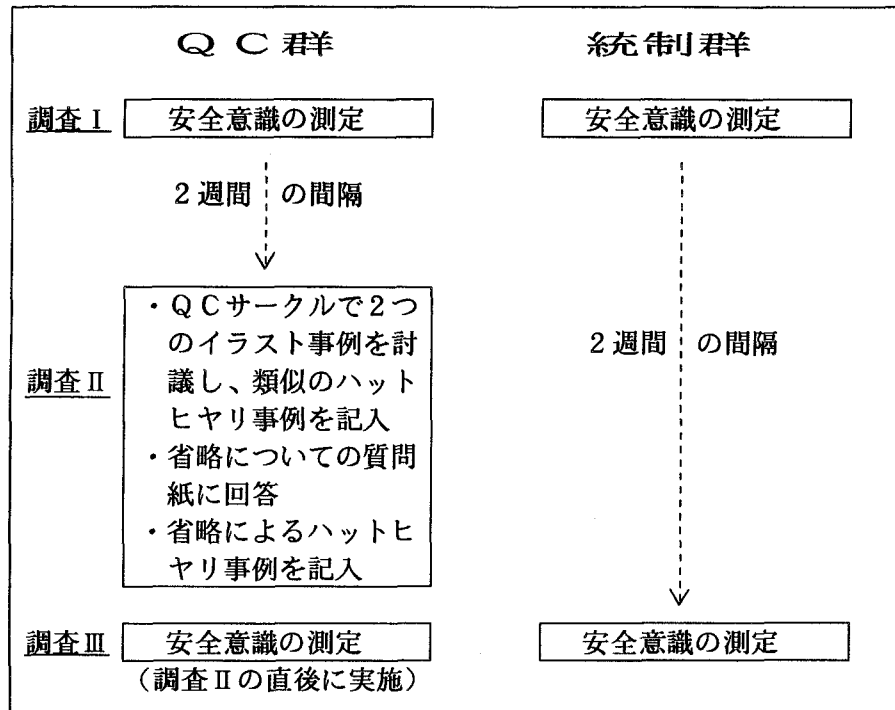 ＱＣ群 統制群
調査Ⅰ 安全意識の測定 安全意識の測定
２週間 の間隔
・ＱＣサークルで２つ
のイラスト事例を討
議し、類似のハット
ヒヤリ事例を記入
・省略についての質問
紙に回答
・省略によるハットヒ
ヤリ事例を記入
調査Ⅱ
２週間 の間隔
調査Ⅲ 安全意識の測定 安全意識の測定
（調査Ⅱの直後に実施）